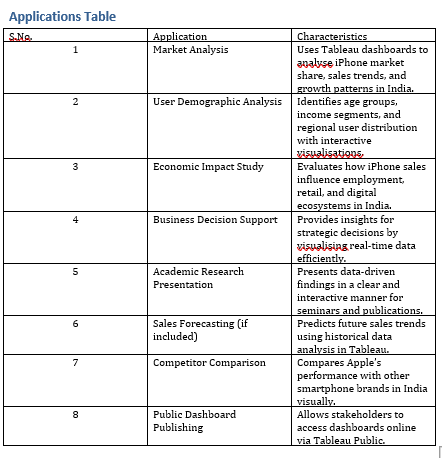 Applications Table
S.No. Application Characteristics
1 Market Analysis Uses Tableau dashboards to
analyse iPhone market
share, sales trends, and
growth patterns in India.
2 User Demographic Analysis Identifies age groups,
income segments, and
regional user distribution
with interactive
visualisations.
3 Economic Impact Study Evaluates how iPhone sales
influence employment,
retail, and digital
ecosystems in India.
4 Business Decision Support Provides insights for
strategic decisions by
visualising real-time data
efficiently.
5 Academic Research Presents data-driven
Presentation findings in a clear and
interactive manner for
seminars and publications.
6 Sales Forecasting (if Predicts future sales trends
included) using historical data
analysis in Tableau.
7 Competitor Comparison Compares Apple's
performance with other
smartphone brands in India
visually.
8 Public Dashboard Allows stakeholders to
Publishing access dashboards online
via Tableau Public.